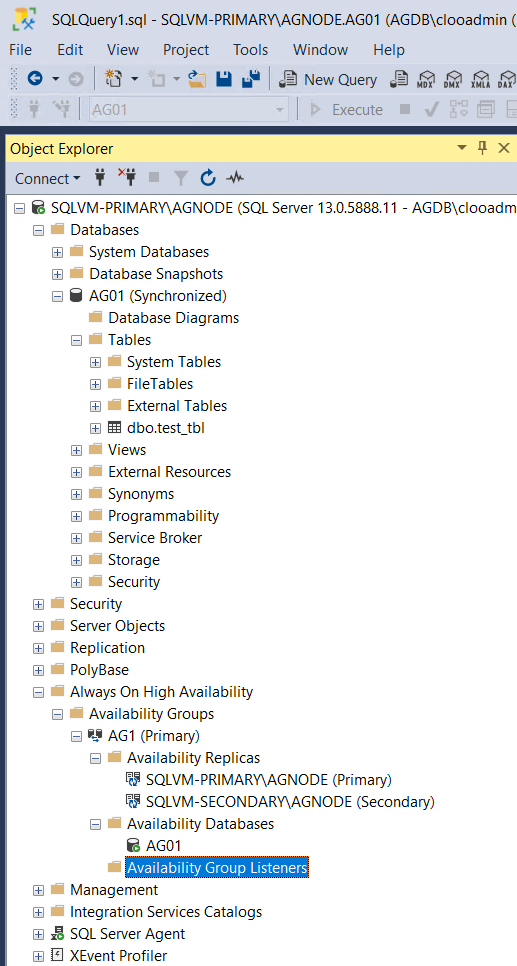 SQLQuery1.sql - SQLVM-PRIMARY\AGNODE.AG01 (AGDB\clooadmin (
File Edit View Project Tools Window Help
New Query MDX DMX XMLA DAX
AG01 Execute
Object Explorer
Connect
SQLVM-PRIMARY\AGNODE (SQL Server 13.0.5888.11 - AGDB\clooadm
Databases
System Databases
Database Snapshots
AG01 (Synchronized)
Database Diagrams
Tables
System Tables
FileTables
External Tables
dbo.test_tbl
Views
External Resources
Synonyms
Programmability
Service Broker
Storage
Security
Security
Server Objects
Replication
PolyBase
Always On High Availability
Availability Groups
AG1 (Primary)
Availability Replicas
SQLVM-PRIMARY\AGNODE (Primary)
SQLVM-SECONDARY\AGNODE (Secondary)
Availability Databases
AG01
Availability Group Listeners
Management
Integration Services Catalogs
SQL Server Agent
XEvent Profiler